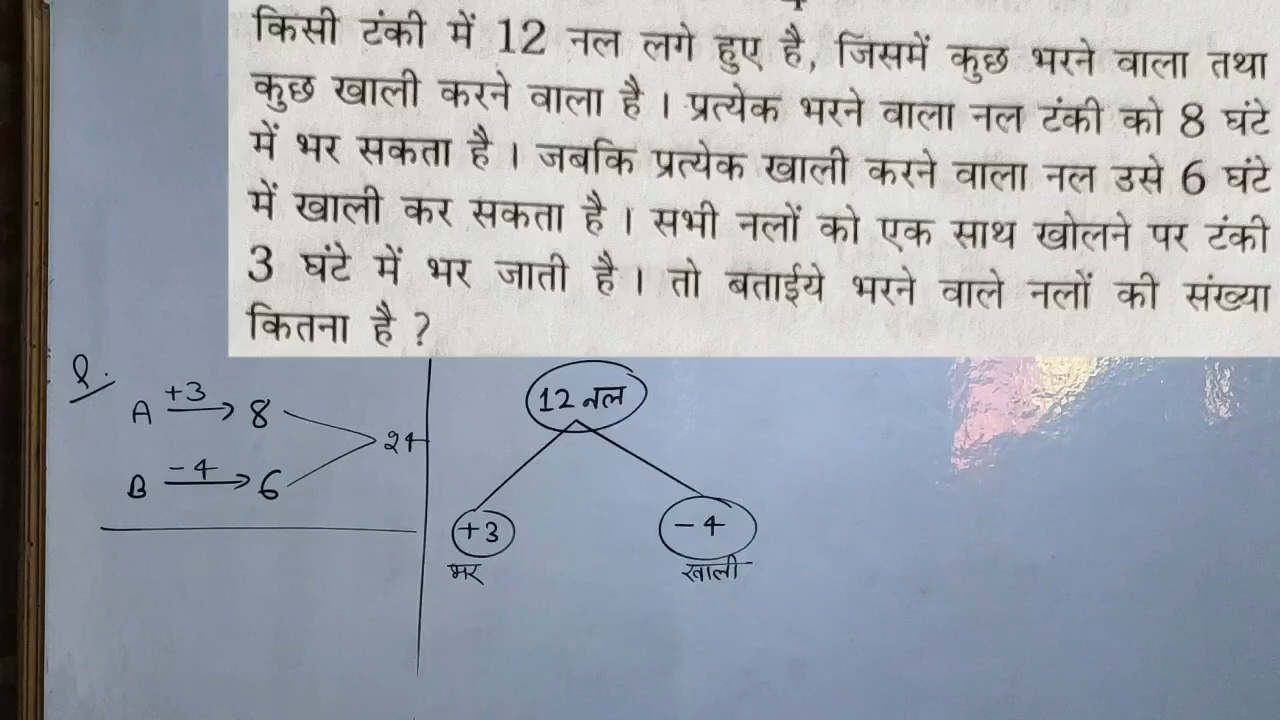 किसी टंकी में 12 नल लगे हुए है, जिसमें कुछ भरने वाला तथा
कुछ खाली करने वाला है । प्रत्येक भरने वाला नल टंकी को 8 घंटे
में भर सकता है । जबकि प्रत्येक खाली करने वाला नल उसे 6 घंटे
में खाली कर सकता है । सभी नलों को एक साथ खोलने पर टंकी
3 घंटे में भर जाती है । तो बताईये भरने वाले नलों की संख्या
कितना है ?
Q.
A +3 → 8
24
B -4 → 6
12 नल
+3
-4
भर
खाली